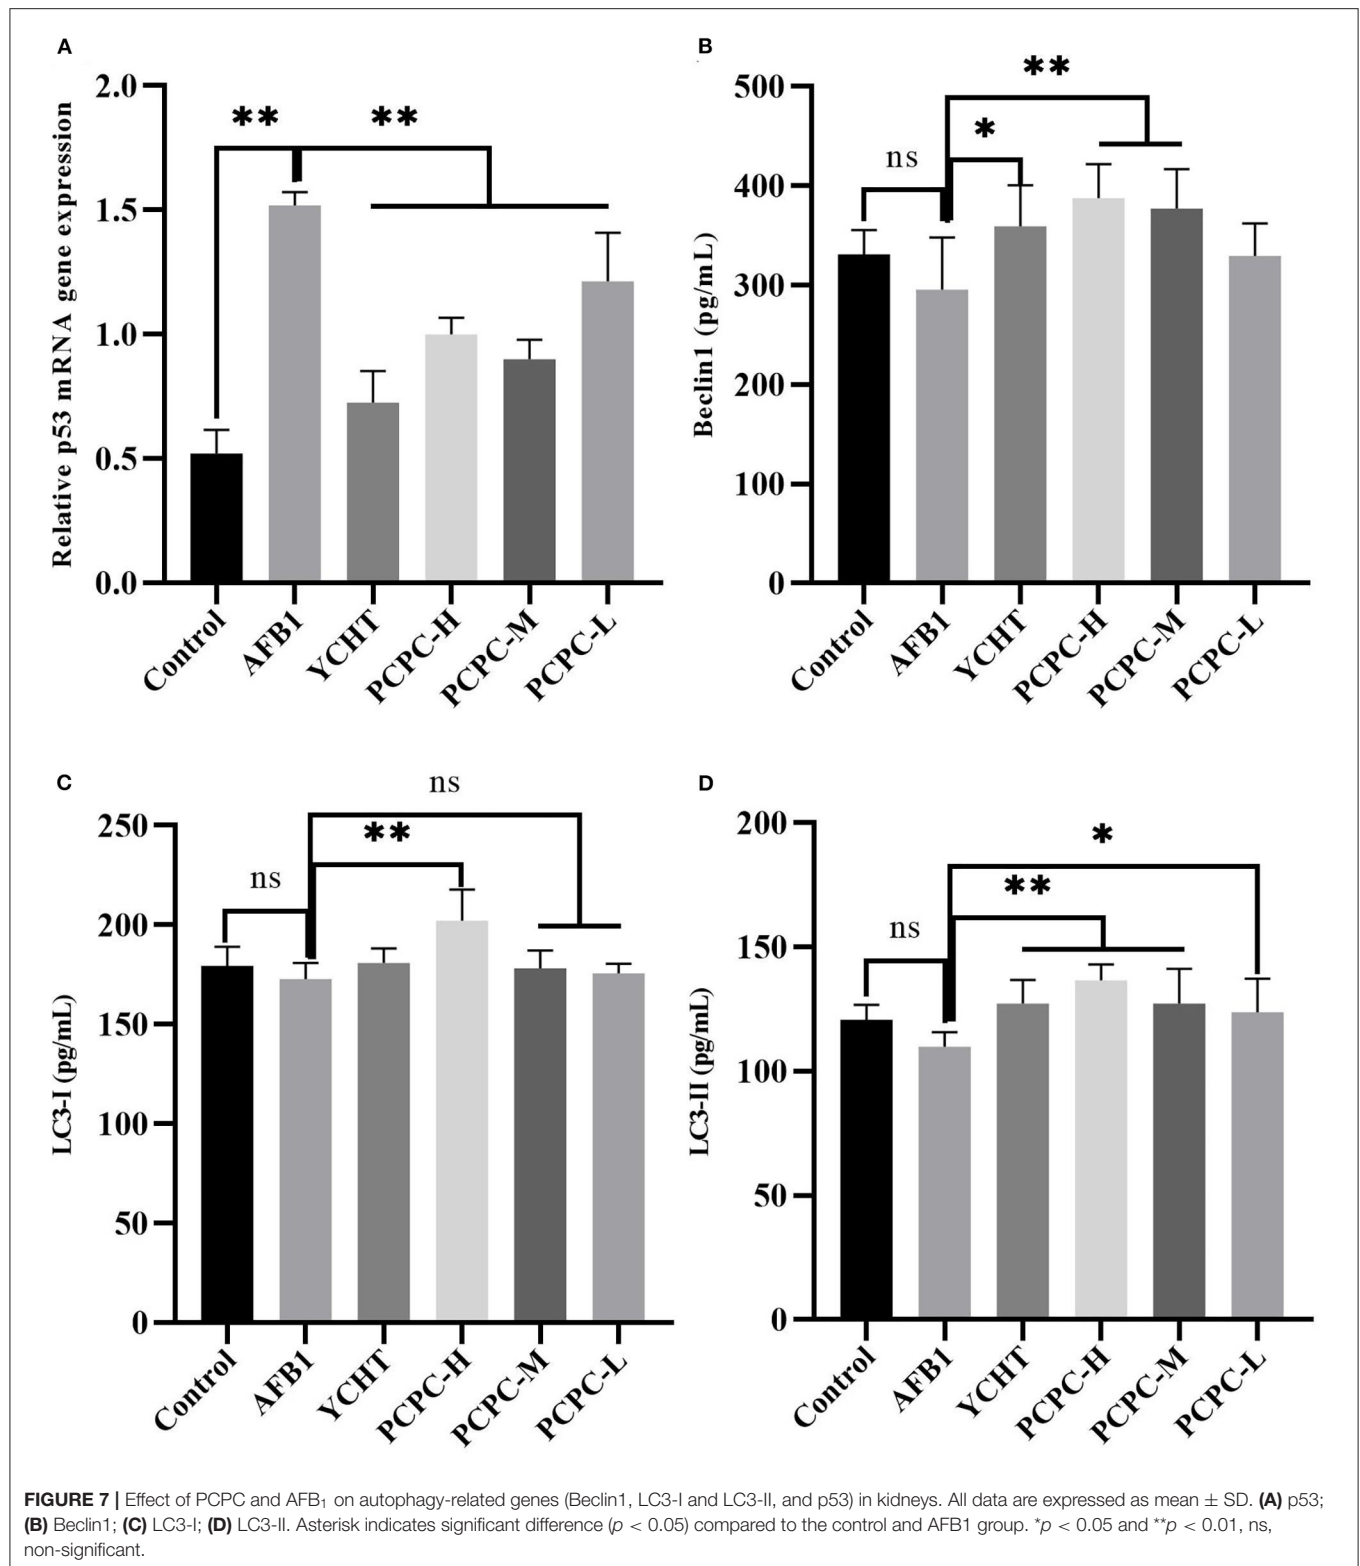 A
Relative p53 mRNA gene expression
2.0
1.5
1.0
0.5
0.0
**
**
Control
AFB1
YCHT
PCPC-H
PCPC-M
PCPC-L
B
Beclin1 (pg/mL)
500
400
300
200
100
0
ns
*
**
Control
AFB1
YCHT
PCPC-H
PCPC-M
PCPC-L
C
LC3-I (pg/mL)
250
200
150
100
50
0
ns
**
ns
Control
AFB1
YCHT
PCPC-H
PCPC-M
PCPC-L
D
LC3-II (pg/mL)
200
150
100
50
0
ns
**
*
Control
AFB1
YCHT
PCPC-H
PCPC-M
PCPC-L
FIGURE 7 | Effect of PCPC and AFB₁ on autophagy-related genes (Beclin1, LC3-I and LC3-II, and p53) in kidneys. All data are expressed as mean ± SD. (A) p53;
(B) Beclin1; (C) LC3-I; (D) LC3-II. Asterisk indicates significant difference (p < 0.05) compared to the control and AFB1 group. *p < 0.05 and **p < 0.01, ns,
non-significant.